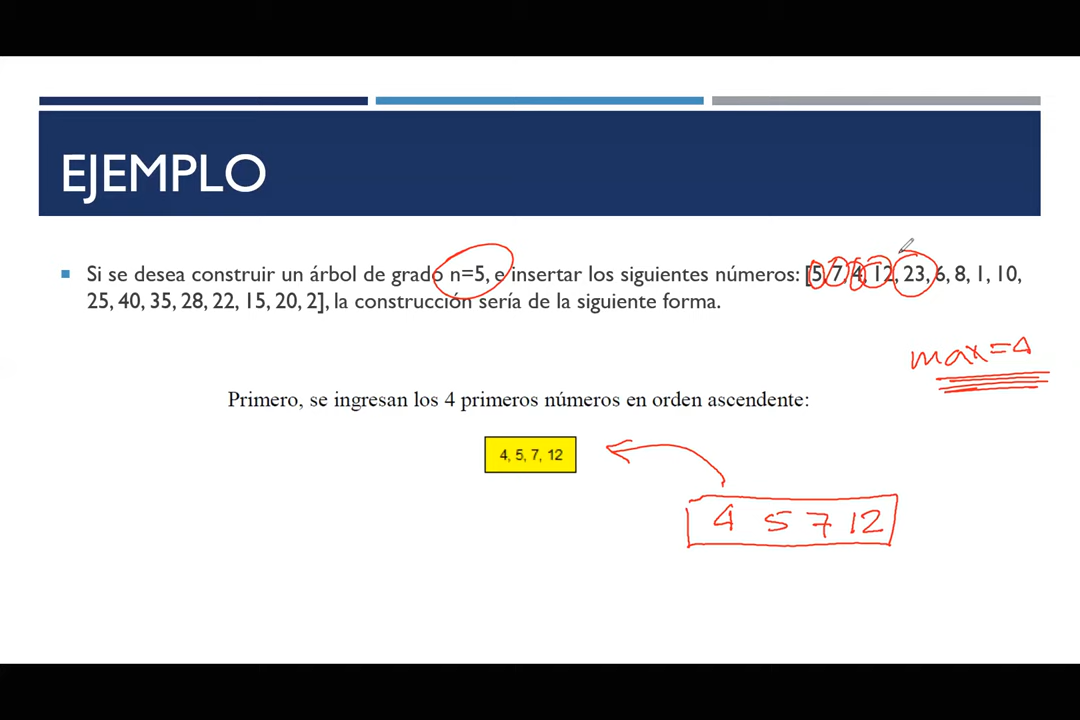 EJEMPLO
Si se desea construir un árbol de grado n=5, e insertar los siguientes números: [5, 7, 4, 12, 23, 6, 8, 1, 10,
25, 40, 35, 28, 22, 15, 20, 2], la construcción sería de la siguiente forma.
max=4
Primero, se ingresan los 4 primeros números en orden ascendente:
4, 5, 7, 12
4 5 7 12